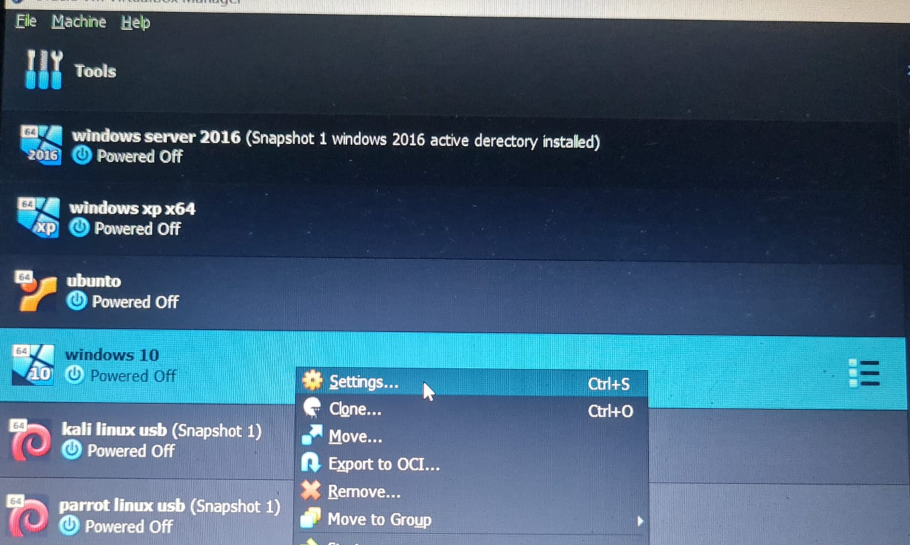 File Machine Help
Tools
64
2016
windows server 2016 (Snapshot 1 windows 2016 active derectory installed)
Powered Off
64
xp
windows xp x64
Powered Off
64
ubunto
Powered Off
64
10
windows 10
Powered Off
Settings... Ctrl+S
Clone... Ctrl+O
Move...
Export to OCI...
Remove...
Move to Group
64
kali linux usb (Snapshot 1)
Powered Off
64
parrot linux usb (Snapshot 1)
Powered Off